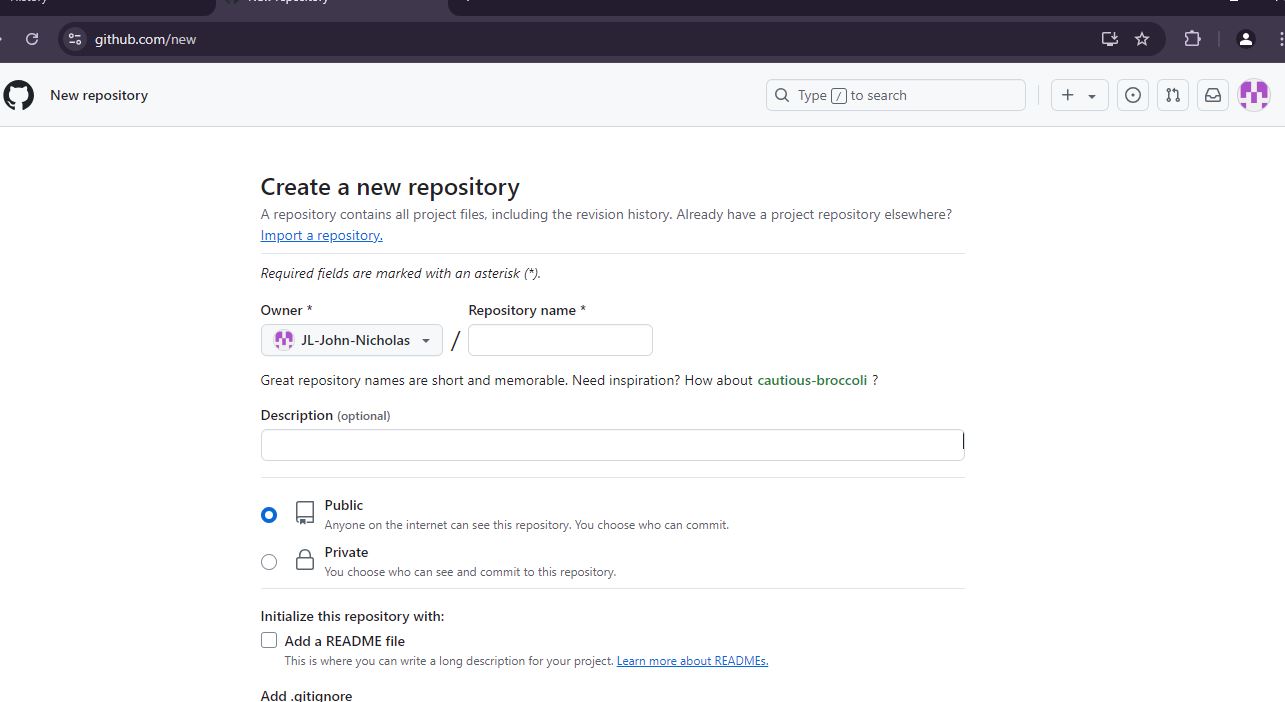 History
New repository
github.com/new
New repository
Type / to search
Create a new repository
A repository contains all project files, including the revision history. Already have a project repository elsewhere?
Import a repository.
Required fields are marked with an asterisk (*).
Owner *
Repository name *
JL-John-Nicholas
/
Great repository names are short and memorable. Need inspiration? How about cautious-broccoli ?
Description (optional)
Public
Anyone on the internet can see this repository. You choose who can commit.
Private
You choose who can see and commit to this repository.
Initialize this repository with:
Add a README file
This is where you can write a long description for your project. Learn more about READMEs.
Add .gitignore